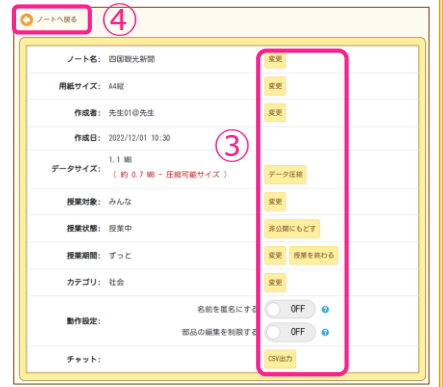 ノートへ戻る ④
ノート名: 四国観光新聞 変更
用紙サイズ: A4縦 変更
作成者: 先生01@先生 変更
作成日: 2022/12/01 10:30
③
データサイズ: 1.1 MB
( 約 0.7 MB - 圧縮可能サイズ ) データ圧縮
授業対象: みんな 変更
授業状態: 授業中 非公開にもどす
授業期間: ずっと 変更 授業を終わる
カテゴリ: 社会 変更
動作設定: 名前を匿名にする OFF ?
部品の編集を制限する OFF ?
チャット: CSV出力